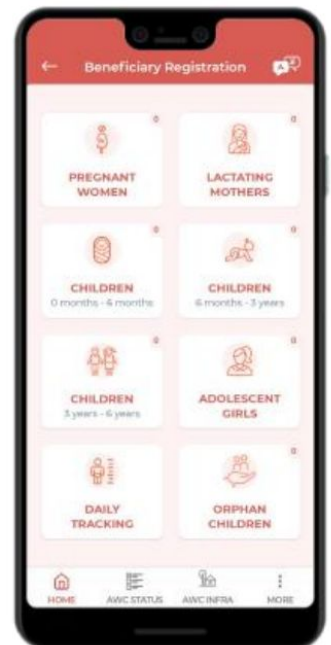 Beneficiary Registration
0
0
PREGNANT
WOMEN
LACTATING
MOTHERS
0
0
CHILDREN
0 months - 6 months
CHILDREN
6 months - 3 years
0
0
CHILDREN
3 years - 6 years
ADOLESCENT
GIRLS
0
DAILY
TRACKING
ORPHAN
CHILDREN
HOME
AWC STATUS
AWC INFRA
MORE